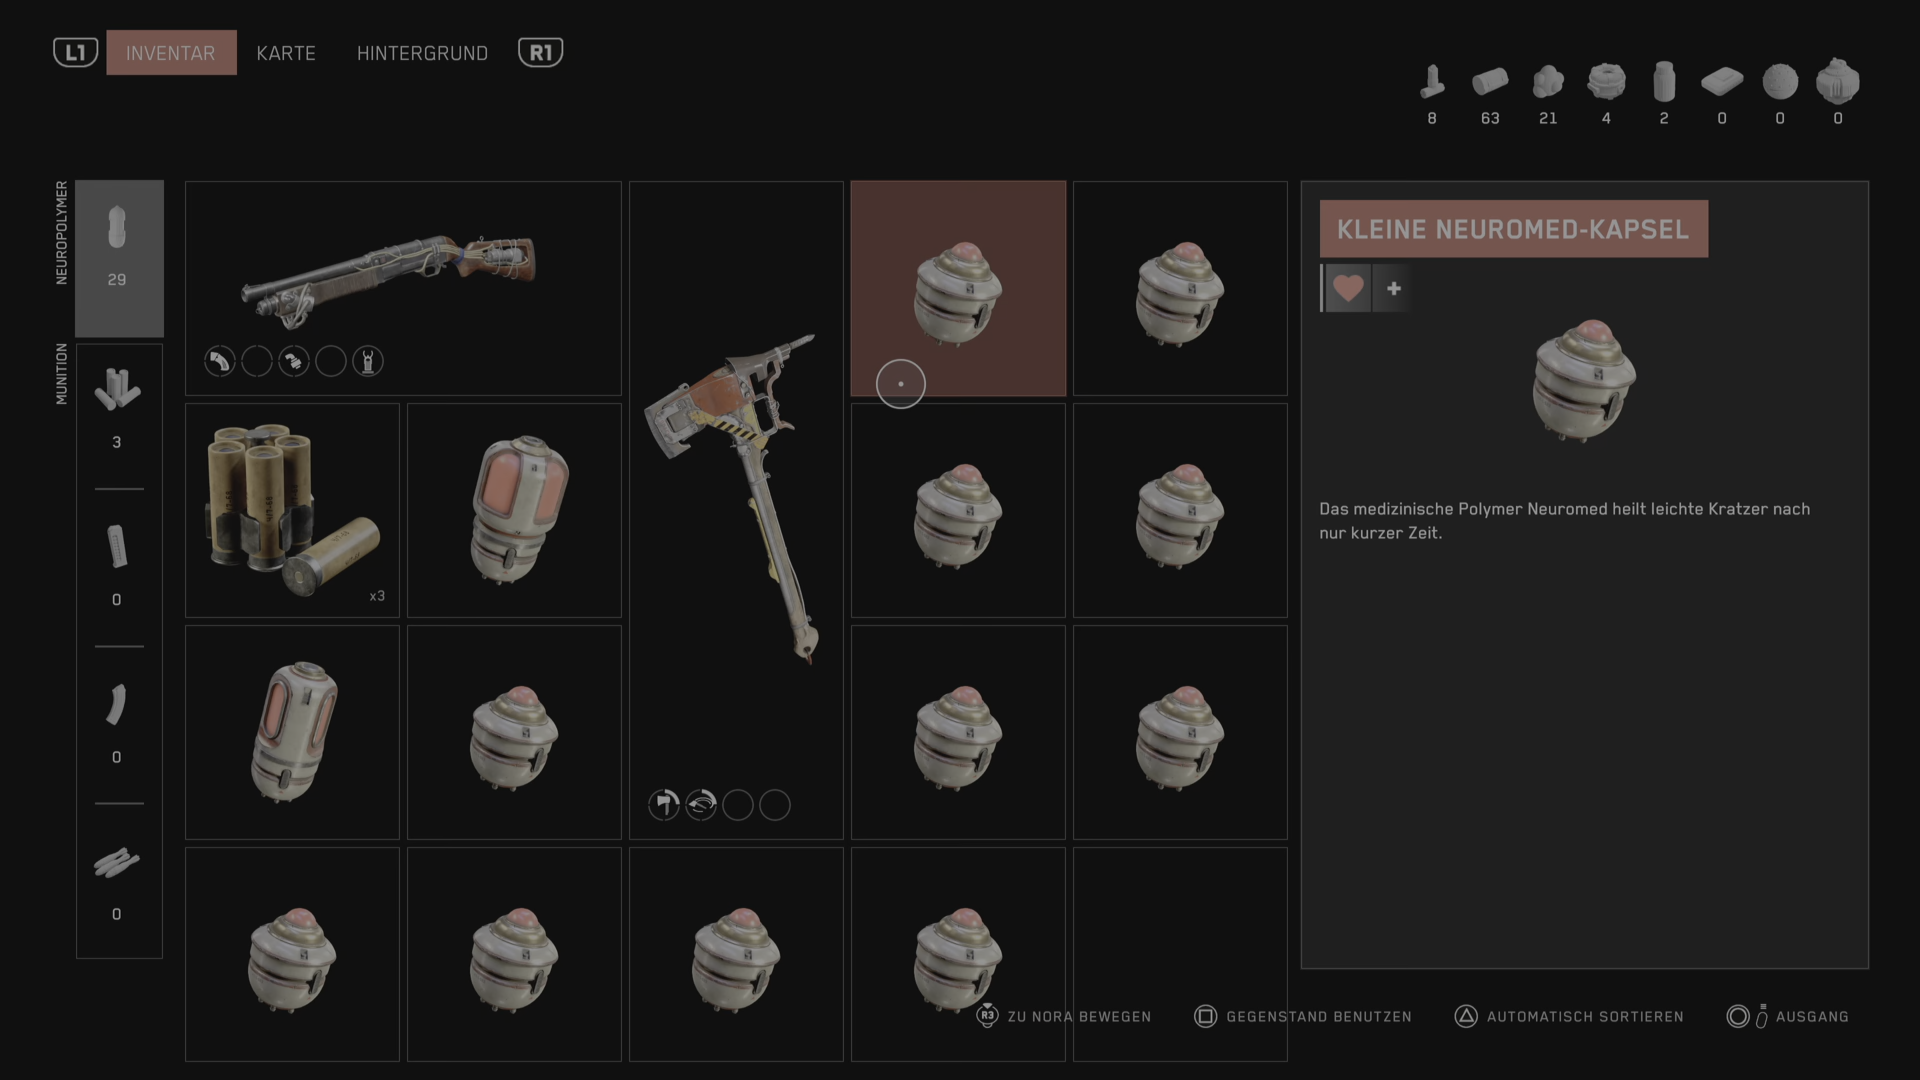 L1 INVENTAR KARTE HINTERGRUND R1
8 63 21 4 2 0 0 0
NEUROPOLYMER
29
MUNITION
3
0
0
0
x3
KLEINE NEUROMED-KAPSEL
Das medizinische Polymer Neuromed heilt leichte Kratzer nach
nur kurzer Zeit.
R3 ZU NORA BEWEGEN GEGENSTAND BENUTZEN AUTOMATISCH SORTIEREN AUSGANG